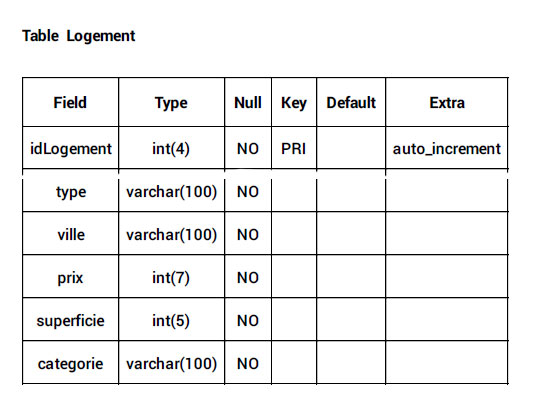 Table Logement
Field Type Null Key Default Extra
idLogement int(4) NO PRI auto_increment
type varchar(100) NO
ville varchar(100) NO
prix int(7) NO
superficie int(5) NO
categorie varchar(100) NO